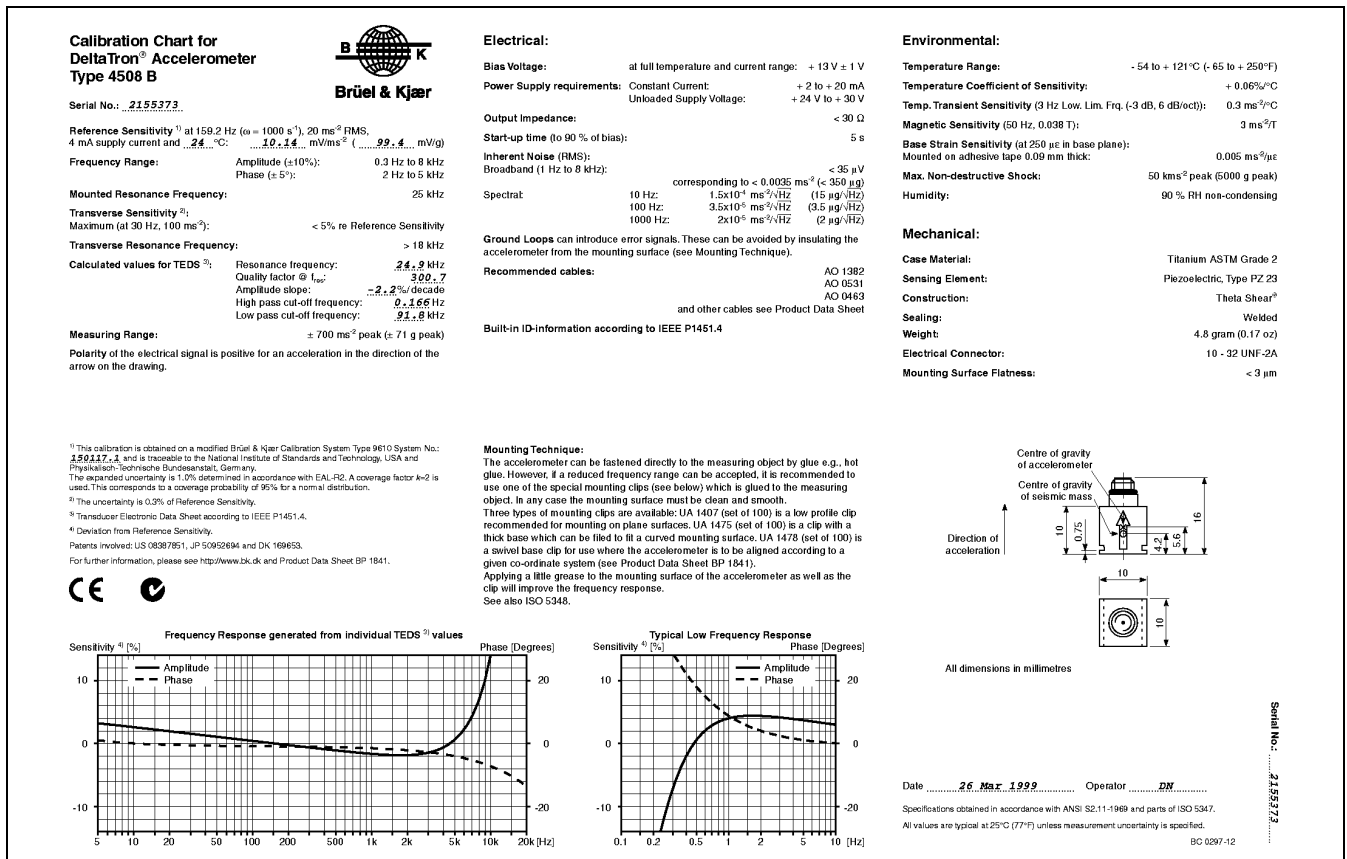 Calibration Chart for
DeltaTron® Accelerometer
Type 4508 B
B K
Brüel & Kjær
Serial No.: 2155373
Reference Sensitivity 1) at 159.2 Hz (ω = 1000 s-1), 20 ms-2 RMS,
4 mA supply current and 24 °C: 10.14 mV/ms-2 ( 99.4 mV/g)
Frequency Range: Amplitude (±10%): 0.3 Hz to 8 kHz
Phase (± 5°): 2 Hz to 5 kHz
Mounted Resonance Frequency: 25 kHz
Transverse Sensitivity 2):
Maximum (at 30 Hz, 100 ms-2): < 5% re Reference Sensitivity
Transverse Resonance Frequency: > 18 kHz
Calculated values for TEDS 3): Resonance frequency: 24.9 kHz
Quality factor @ fres: 300.7
Amplitude slope: -2.2%/decade
High pass cut-off frequency: 0.166 Hz
Low pass cut-off frequency: 91.8 kHz
Measuring Range: ± 700 ms-2 peak (± 71 g peak)
Polarity of the electrical signal is positive for an acceleration in the direction of the
arrow on the drawing.
1) This calibration is obtained on a modified Brüel & Kjær Calibration System Type 9610 System No.:
150117.1 and is traceable to the National Institute of Standards and Technology, USA and
Physikalisch-Technische Bundesanstalt, Germany.
The expanded uncertainty is 1.0% determined in accordance with EAL-R2. A coverage factor k=2 is
used. This corresponds to a coverage probability of 95% for a normal distribution.
2) The uncertainty is 0.3% of Reference Sensitivity.
3) Transducer Electronic Data Sheet according to IEEE P1451.4.
4) Deviation from Reference Sensitivity.
Patents involved: US 08387851, JP 50952694 and DK 169653.
For further information, please see http://www.bk.dk and Product Data Sheet BP 1841.
CE
Electrical:
Bias Voltage: at full temperature and current range: + 13 V ± 1 V
Power Supply requirements: Constant Current: + 2 to + 20 mA
Unloaded Supply Voltage: + 24 V to + 30 V
Output Impedance: < 30 Ω
Start-up time (to 90 % of bias): 5 s
Inherent Noise (RMS):
Broadband (1 Hz to 8 kHz): < 35 µV
corresponding to < 0.0035 ms-2 (< 350 µg)
Spectral: 10 Hz: 1.5x10-4 ms-2/√Hz (15 µg/√Hz)
100 Hz: 3.5x10-5 ms-2/√Hz (3.5 µg/√Hz)
1000 Hz: 2x10-5 ms-2/√Hz (2 µg/√Hz)
Ground Loops can introduce error signals. These can be avoided by insulating the
accelerometer from the mounting surface (see Mounting Technique).
Recommended cables: AO 1382
AO 0531
AO 0463
and other cables see Product Data Sheet
Built-in ID-information according to IEEE P1451.4
Mounting Technique:
The accelerometer can be fastened directly to the measuring object by glue e.g., hot
glue. However, if a reduced frequency range can be accepted, it is recommended to
use one of the special mounting clips (see below) which is glued to the measuring
object. In any case the mounting surface must be clean and smooth.
Three types of mounting clips are available: UA 1407 (set of 100) is a low profile clip
recommended for mounting on plane surfaces. UA 1475 (set of 100) is a clip with a
thick base which can be filed to fit a curved mounting surface. UA 1478 (set of 100) is
a swivel base clip for use where the accelerometer is to be aligned according to a
given co-ordinate system (see Product Data Sheet BP 1841).
Applying a little grease to the mounting surface of the accelerometer as well as the
clip will improve the frequency response.
See also ISO 5348.
Environmental:
Temperature Range: - 54 to + 121°C (- 65 to + 250°F)
Temperature Coefficient of Sensitivity: + 0.06%/°C
Temp. Transient Sensitivity (3 Hz Low. Lim. Frq. (-3 dB, 6 dB/oct)): 0.3 ms-2/°C
Magnetic Sensitivity (50 Hz, 0.038 T): 3 ms-2/T
Base Strain Sensitivity (at 250 µε in base plane):
Mounted on adhesive tape 0.09 mm thick: 0.005 ms-2/µε
Max. Non-destructive Shock: 50 kms-2 peak (5000 g peak)
Humidity: 90 % RH non-condensing
Mechanical:
Case Material: Titanium ASTM Grade 2
Sensing Element: Piezoelectric, Type PZ 23
Construction: Theta Shear®
Sealing: Welded
Weight: 4.8 gram (0.17 oz)
Electrical Connector: 10 - 32 UNF-2A
Mounting Surface Flatness: < 3 µm
Centre of gravity
of accelerometer
Centre of gravity
of seismic mass
Direction of
acceleration
10
0.75
4.2
5.6
16
10
10
All dimensions in millimetres
Frequency Response generated from individual TEDS 3) values
Sensitivity 4) [%] Phase [Degrees]
Amplitude
Phase
10 20
0 0
-10 -20
5 10 20 50 100 200 500 1k 2k 5k 10k 20k [Hz]
Typical Low Frequency Response
Sensitivity 4) [%] Phase [Degrees]
Amplitude
Phase
10 20
0 0
-10 -20
0.1 0.2 0.5 1 2 5 10 [Hz]
Date 26 Mar 1999 Operator DN
Specifications obtained in accordance with ANSI S2.11-1969 and parts of ISO 5347.
All values are typical at 25°C (77°F) unless measurement uncertainty is specified.
BC 0297-12
Serial No.: 2155373